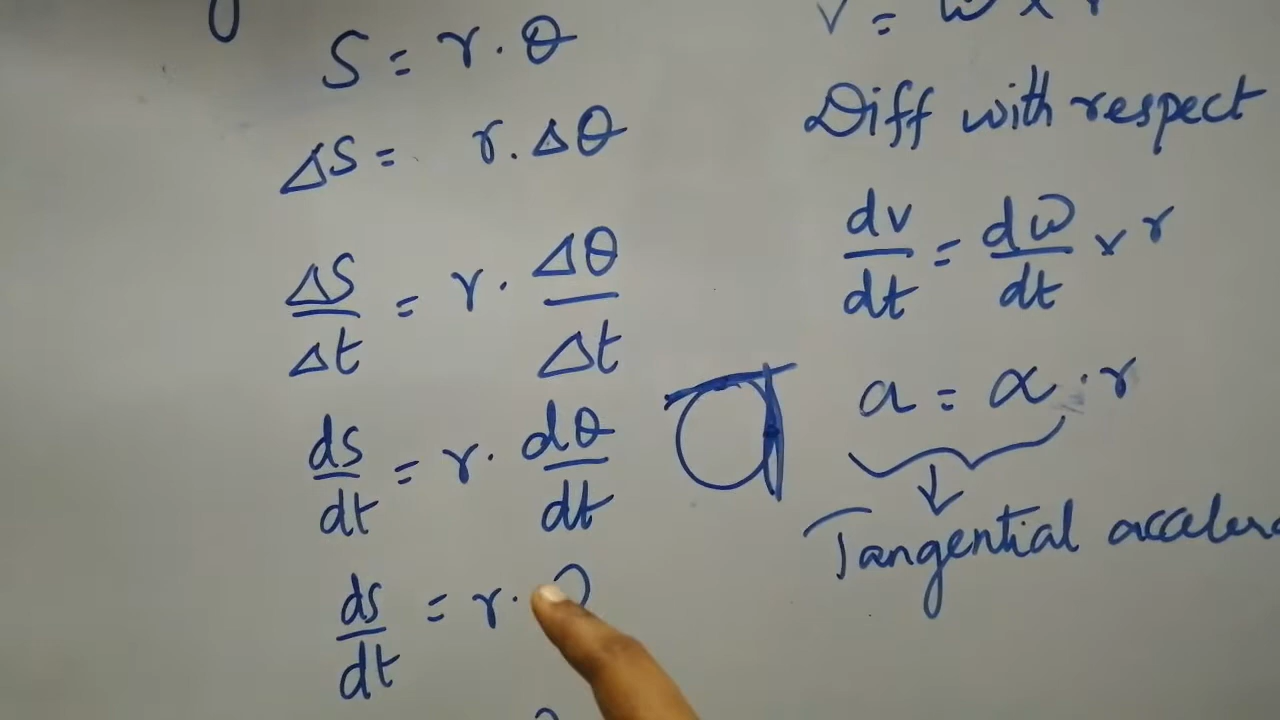 S = r . θ
ΔS = r . Δθ
ΔS/Δt = r . Δθ/Δt
ds/dt = r . dθ/dt
ds/dt = r .
V = ω x r
Diff with respect
dv/dt = dω/dt x r
a = α . r
Tangential